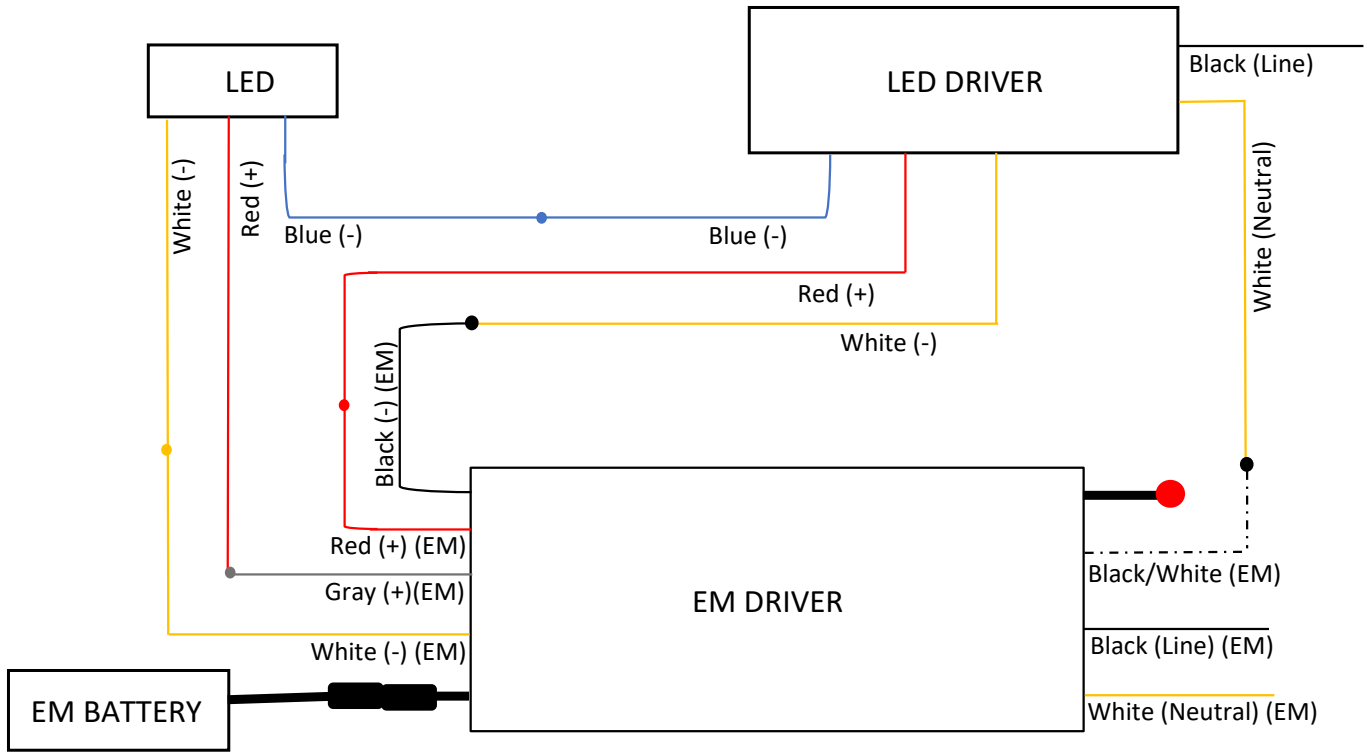 LED
LED DRIVER
Black (Line)
White (-)
Red (+)
Blue (-)
Blue (-)
White (Neutral)
Red (+)
White (-)
Black (-) (EM)
Red (+) (EM)
Gray (+)(EM)
White (-) (EM)
EM DRIVER
Black/White (EM)
Black (Line) (EM)
White (Neutral) (EM)
EM BATTERY